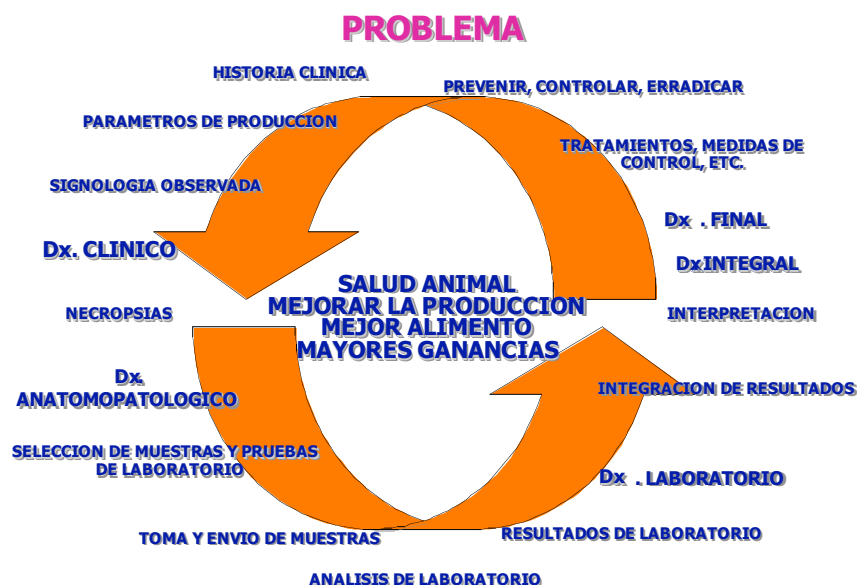 PROBLEMA
HISTORIA CLINICA
PARAMETROS DE PRODUCCION
SIGNOLOGIA OBSERVADA
Dx. CLINICO
NECROPSIAS
Dx.
ANATOMOPATOLOGICO
SELECCION DE MUESTRAS Y PRUEBAS
DE LABORATORIO
TOMA Y ENVIO DE MUESTRAS
ANALISIS DE LABORATORIO
RESULTADOS DE LABORATORIO
Dx . LABORATORIO
INTEGRACION DE RESULTADOS
INTERPRETACION
Dx INTEGRAL
Dx . FINAL
TRATAMIENTOS, MEDIDAS DE
CONTROL, ETC.
PREVENIR, CONTROLAR, ERRADICAR
SALUD ANIMAL
MEJORAR LA PRODUCCION
MEJOR ALIMENTO
MAYORES GANANCIAS